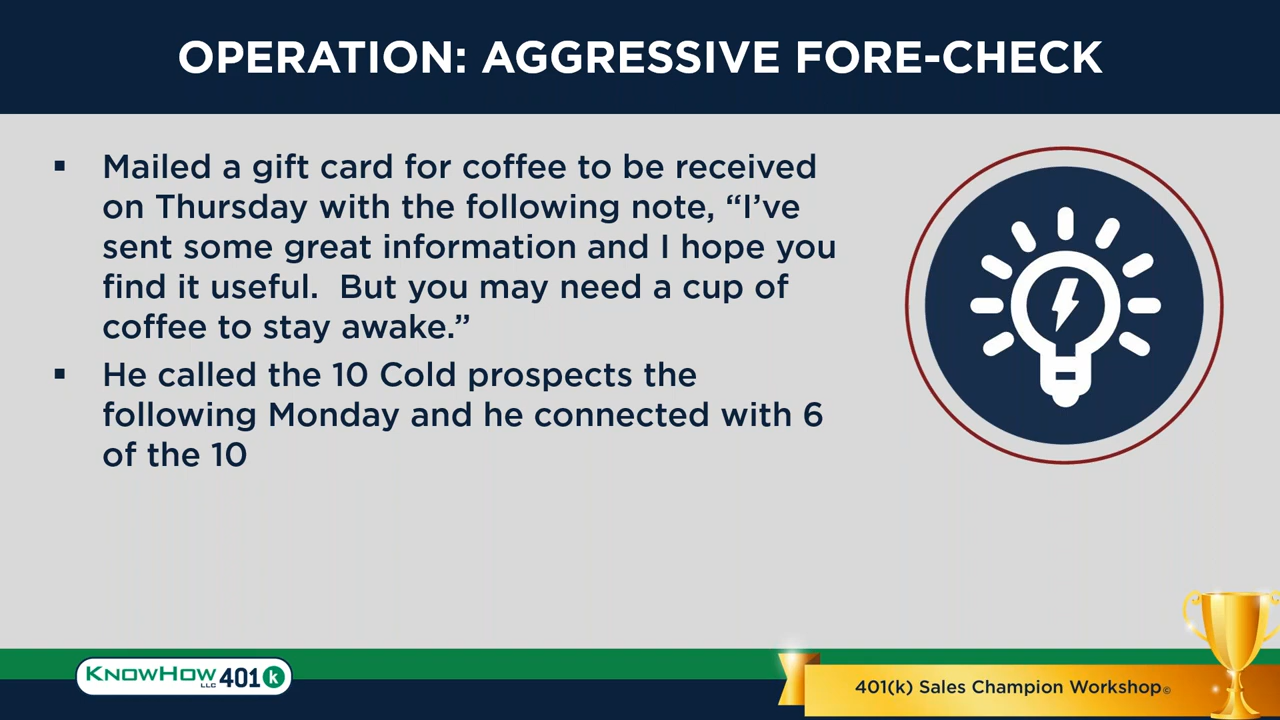 OPERATION: AGGRESSIVE FORE-CHECK
▪ Mailed a gift card for coffee to be received
on Thursday with the following note, “I’ve
sent some great information and I hope you
find it useful.  But you may need a cup of
coffee to stay awake.”
▪ He called the 10 Cold prospects the
following Monday and he connected with 6
of the 10
KNOWHOW LLC 401 k
401(k) Sales Champion Workshop©